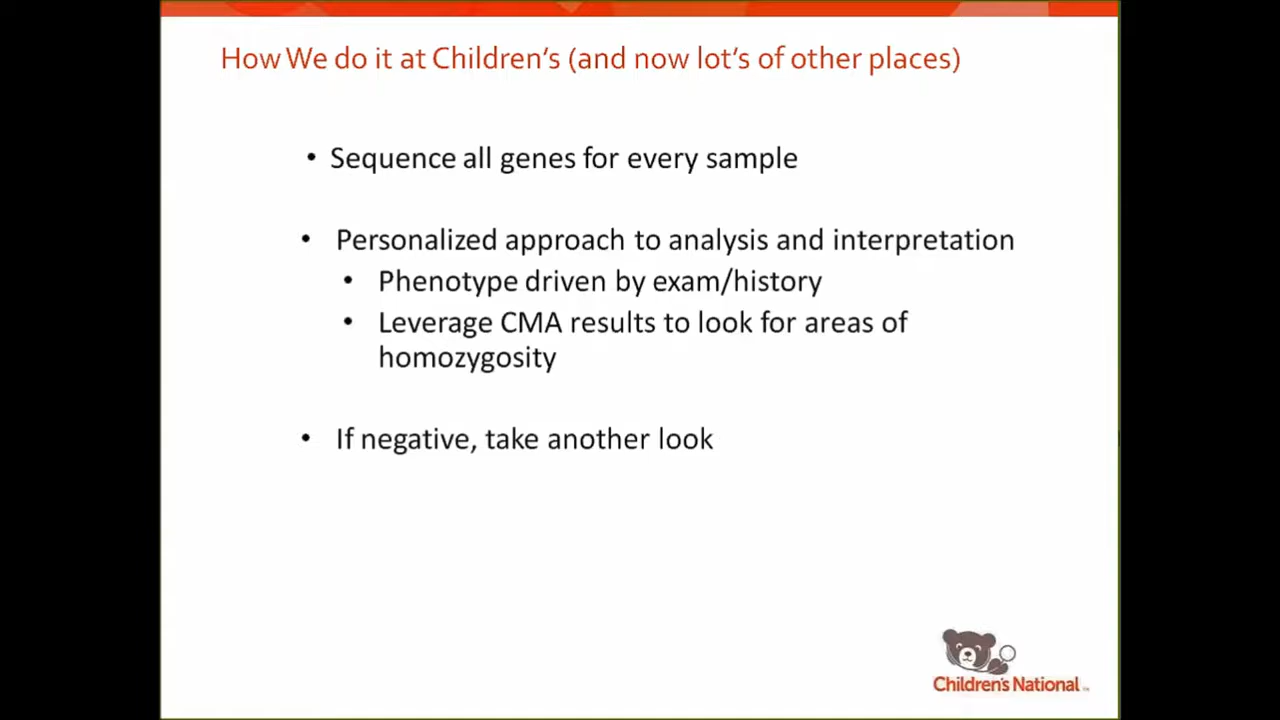 How We do it at Children's (and now lot's of other places)
• Sequence all genes for every sample
• Personalized approach to analysis and interpretation
• Phenotype driven by exam/history
• Leverage CMA results to look for areas of
homozygosity
• If negative, take another look
Children's National